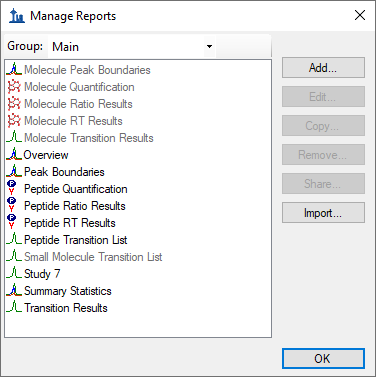 Manage Reports
Group: Main
Add...
Molecule Peak Boundaries
Molecule Quantification
Molecule Ratio Results
Molecule RT Results
Molecule Transition Results
Overview
Peak Boundaries
Peptide Quantification
Peptide Ratio Results
Peptide RT Results
Peptide Transition List
Small Molecule Transition List
Study 7
Summary Statistics
Transition Results
Edit...
Copy...
Remove...
Share...
Import...
OK